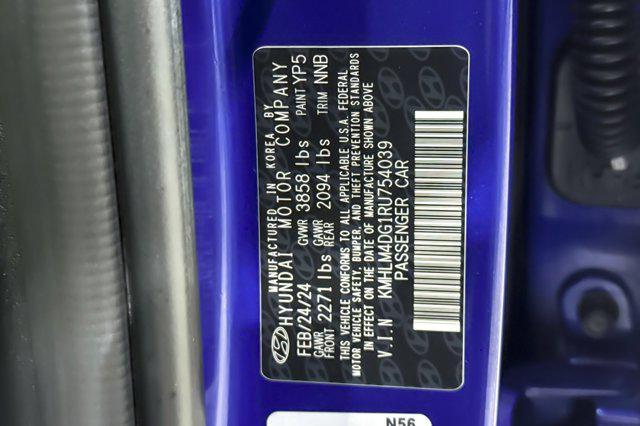 MANUFACTURED IN KOREA BY
HYUNDAI MOTOR COMPANY
FEB/24/24 GVWR 3858 lbs PAINT YP5
GAWR FRONT 2271 lbs GAWR REAR 2094 lbs TRIM NNB
THIS VEHICLE CONFORMS TO ALL APPLICABLE U.S.A. FEDERAL
MOTOR VEHICLE SAFETY, BUMPER, AND THEFT PREVENTION STANDARDS
IN EFFECT ON THE DATE OF MANUFACTURE SHOWN ABOVE
V.I.N KMHLM4DG1RU754039
PASSENGER CAR
N56